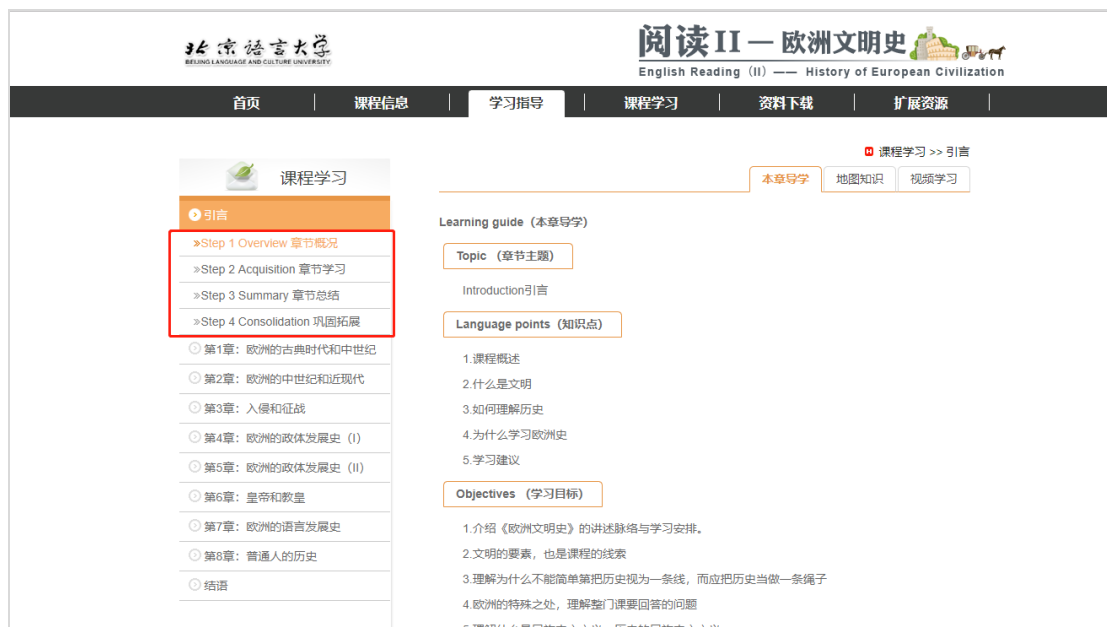 北京语言大学
BEIJING LANGUAGE AND CULTURE UNIVERSITY
阅读II — 欧洲文明史
English Reading（II）—— History of European Civilization
首页 课程信息 学习指导 课程学习 资料下载 扩展资源
课程学习 >> 引言
课程学习
本章导学 地图知识 视频学习
引言
»Step 1 Overview 章节概况
»Step 2 Acquisition 章节学习
»Step 3 Summary 章节总结
»Step 4 Consolidation 巩固拓展
第1章：欧洲的古典时代和中世纪
第2章：欧洲的中世纪和近现代
第3章：入侵和征战
第4章：欧洲的政体发展史（I）
第5章：欧洲的政体发展史（II）
第6章：皇帝和教皇
第7章：欧洲的语言发展史
第8章：普通人的历史
结语
Learning guide（本章导学）
Topic （章节主题）
Introduction引言
Language points（知识点）
1.课程概述
2.什么是文明
3.如何理解历史
4.为什么学习欧洲史
5.学习建议
Objectives （学习目标）
1.介绍《欧洲文明史》的讲述脉络与学习安排。
2.文明的要素，也是课程的线索
3.理解为什么不能简单第把历史视为一条线，而应把历史当做一条绳子
4.欧洲的特殊之处，理解整门课要回答的问题